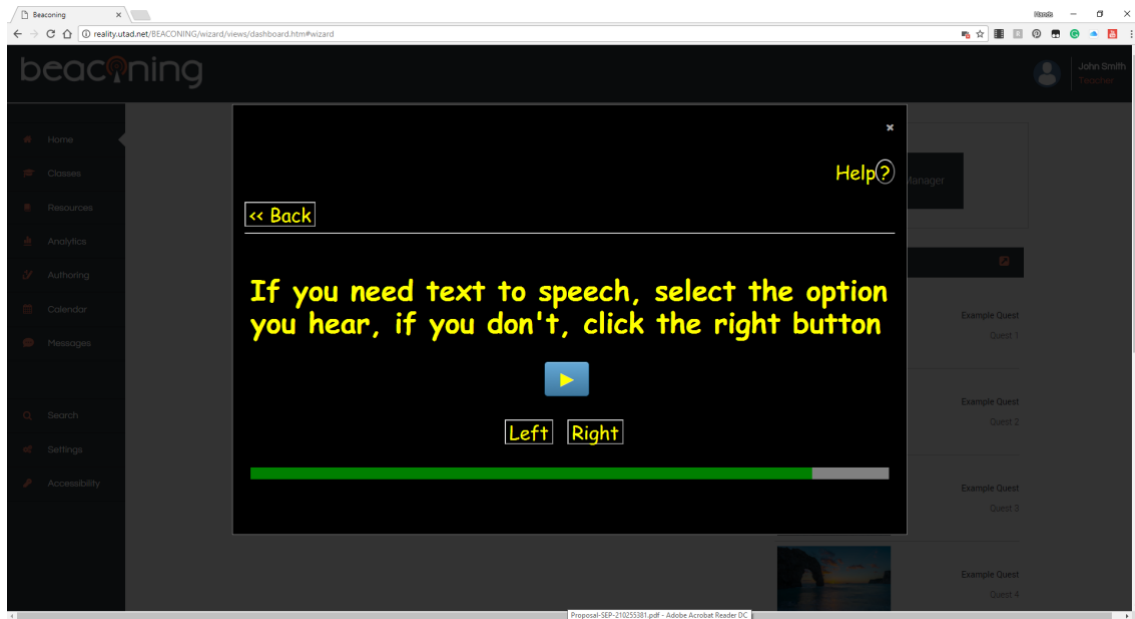 Beaconing
reality.utad.net/BEACONING/wizard/views/dashboard.htm#wizard
beaconing
John Smith
Teacher
Home
Classes
Resources
Analytics
Authoring
Calendar
Messages
Search
Settings
Accessibility
Help?
<< Back
If you need text to speech, select the option
you hear, if you don't, click the right button
Left Right
Manager
Example Quest
Quest 1
Example Quest
Quest 2
Example Quest
Quest 3
Example Quest
Quest 4
Proposal-SEP-210255381.pdf - Adobe Acrobat Reader DC